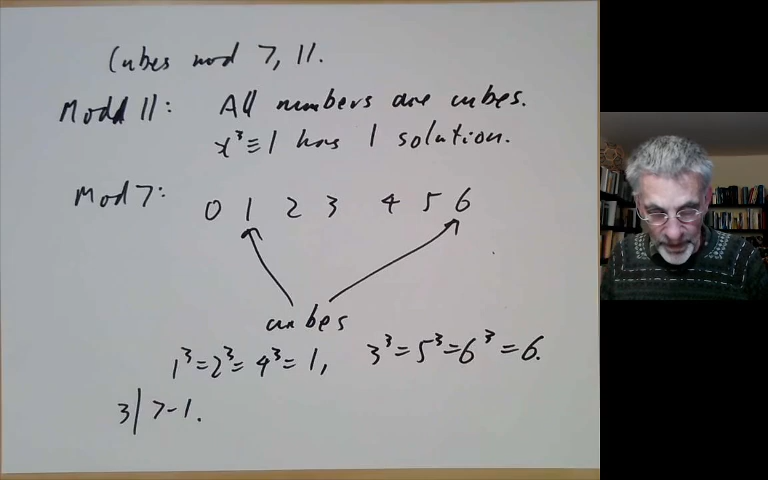 Cubes mod 7, 11.
Modd 11: All numbers are cubes.
x³ ≡ 1 has 1 solution.
Mod 7: 0 1 2 3 4 5 6
cubes
1³ = 2³ = 4³ = 1, 3³ = 5³ = 6³ = 6.
3 | 7-1.